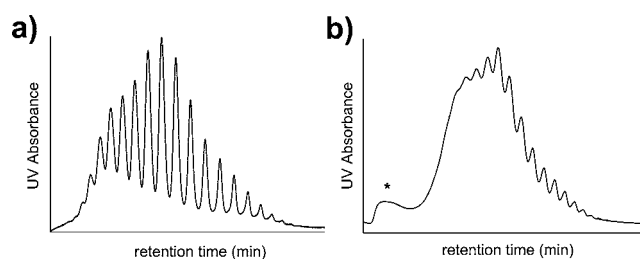 a)
UV Absorbance
retention time (min)
b)
*
UV Absorbance
retention time (min)